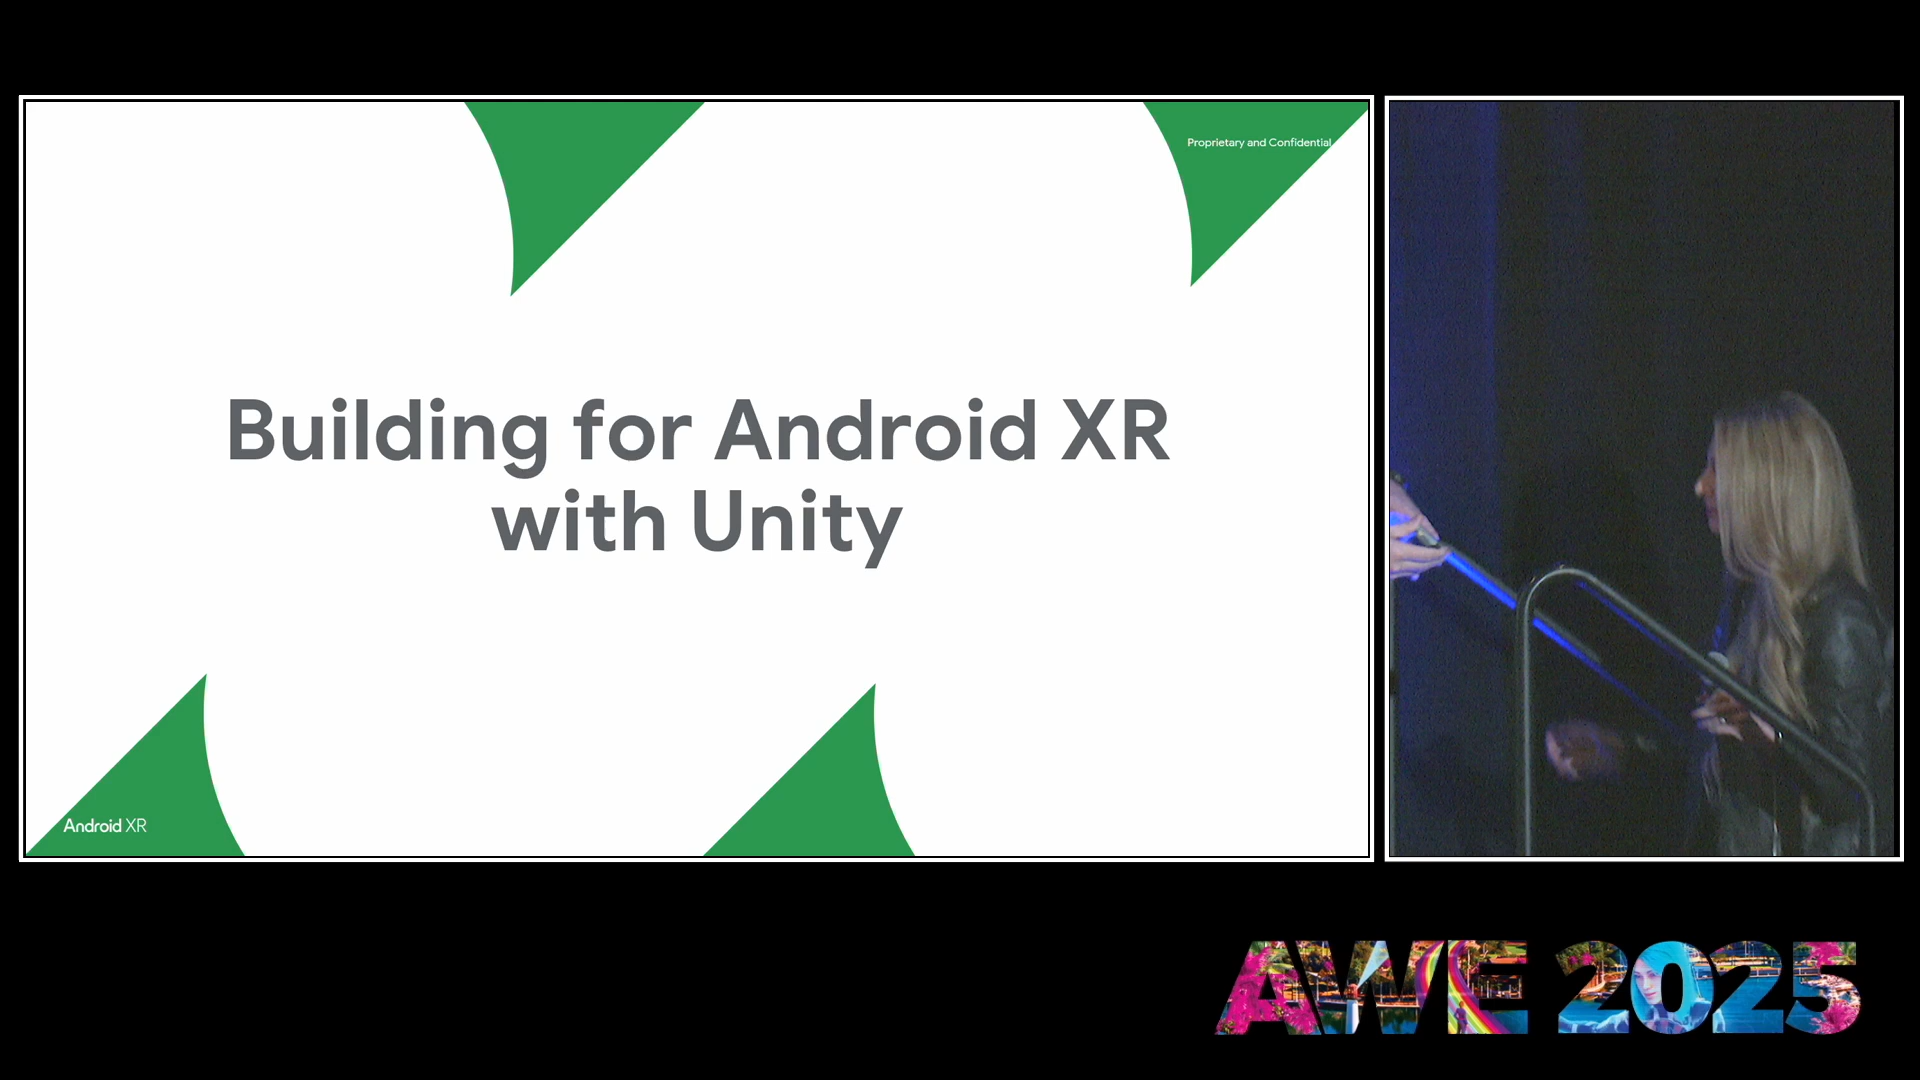 Proprietary and Confidential
Building for Android XR
with Unity
Android XR
AWE 2025